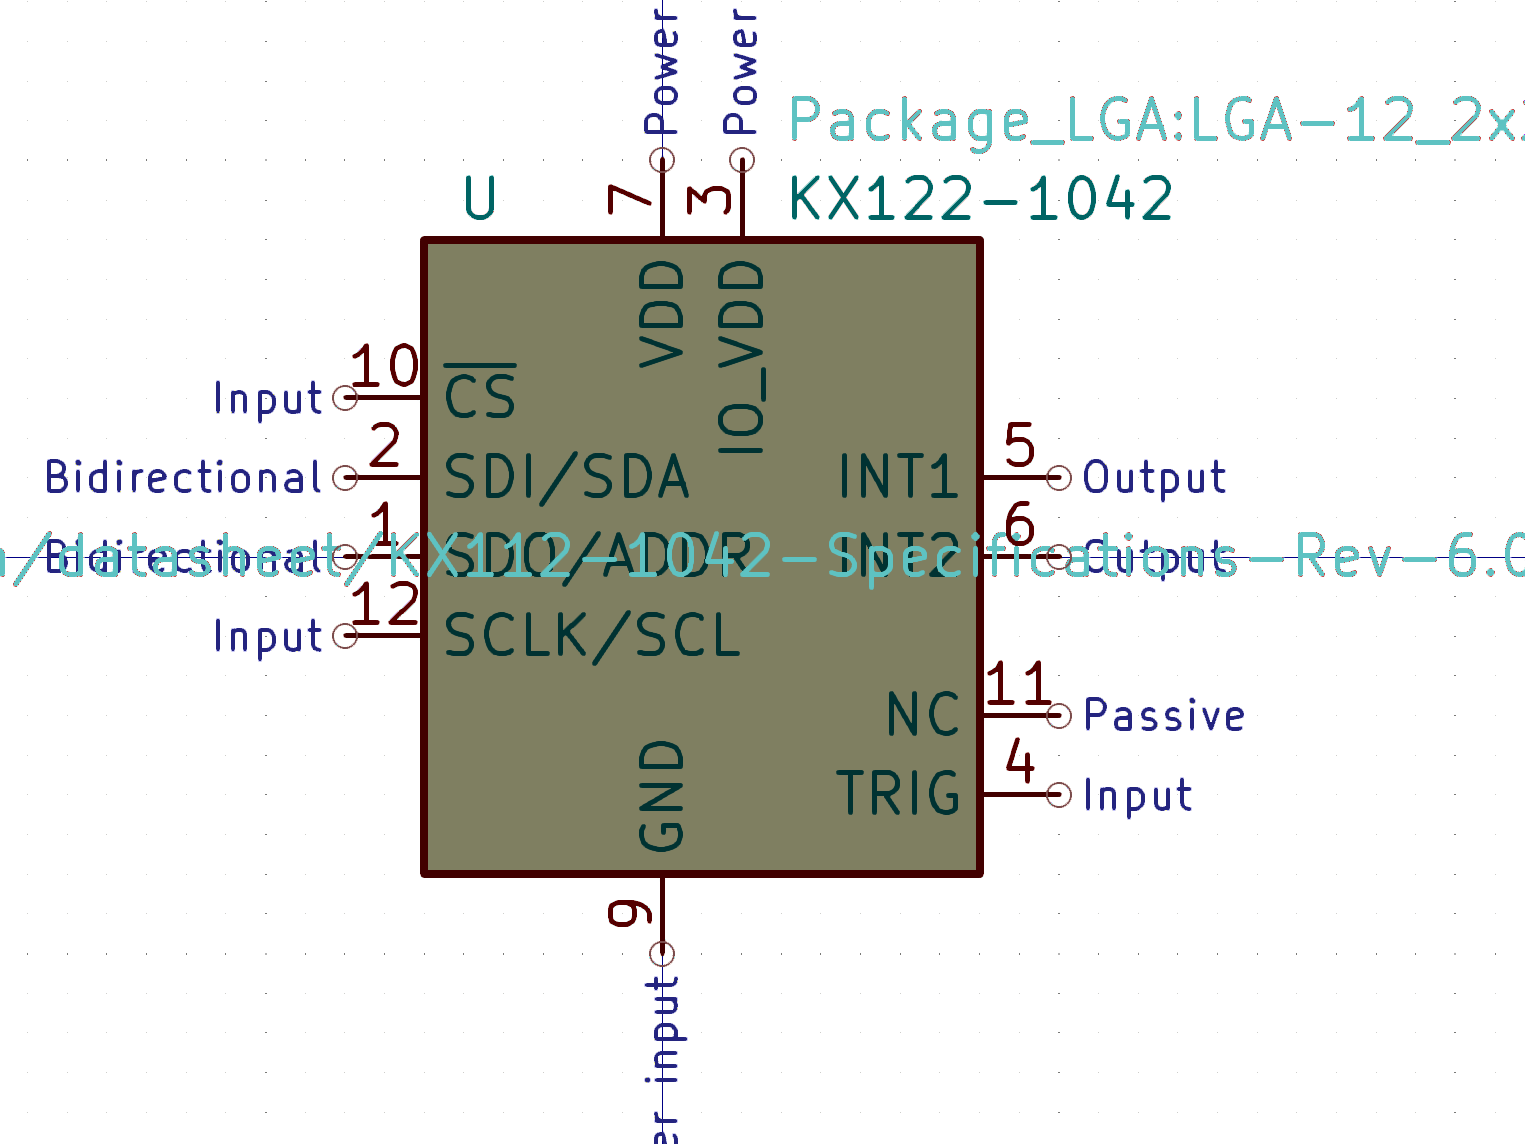 Power
Power
Package_LGA:LGA-12_2x
U
7
3
KX122-1042
VDD
IO_VDD
Input
10
CS
Bidirectional
2
SDI/SDA
INT1
5
Output
Bidirectional
1
SDO/ADDR
INT2
6
Output
/datasheet/KX112-1042-Specifications-Rev-6.0
Input
12
SCLK/SCL
NC
11
Passive
TRIG
4
Input
GND
9
er input